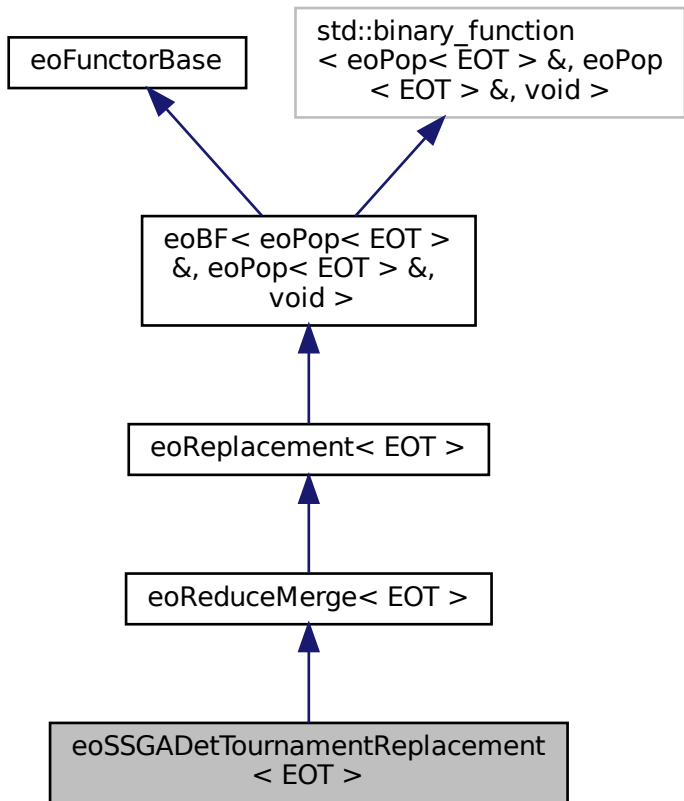 eoFunctorBase
std::binary_function
< eoPop< EOT > &, eoPop
< EOT > &, void >
eoBF< eoPop< EOT >
&, eoPop< EOT > &,
void >
eoReplacement< EOT >
eoReduceMerge< EOT >
eoSSGADetTournamentReplacement
< EOT >